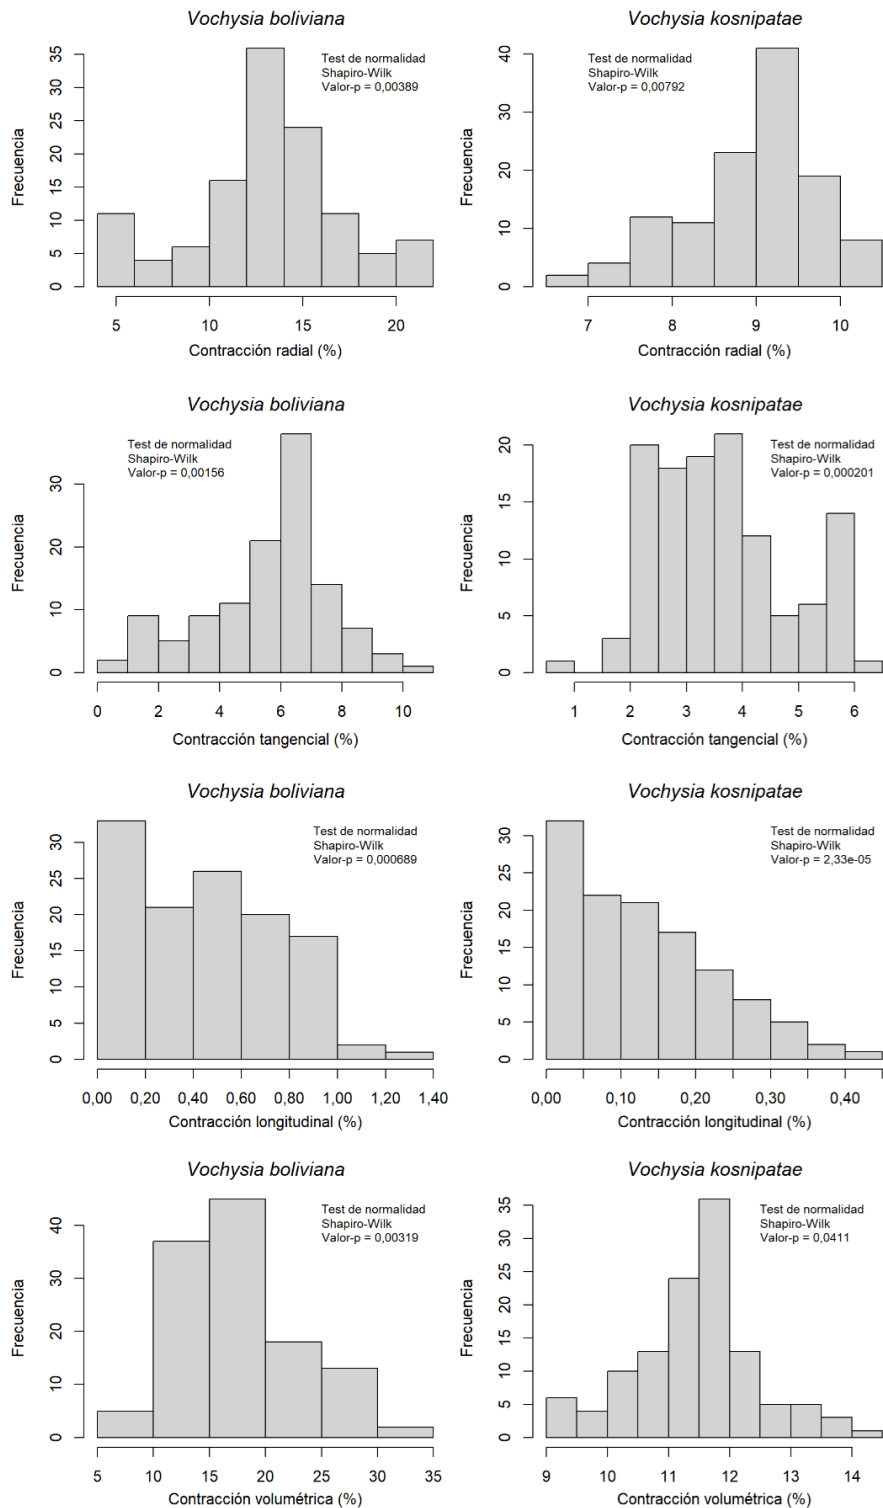 Vochysia boliviana
Test de normalidad
Shapiro-Wilk
Valor-p = 0,00389
Frecuencia
0 5 10 15 20 25 30 35
5 10 15 20
Contracción radial (%)
Vochysia kosnipatae
Test de normalidad
Shapiro-Wilk
Valor-p = 0,00792
Frecuencia
0 10 20 30 40
7 8 9 10
Contracción radial (%)
Vochysia boliviana
Test de normalidad
Shapiro-Wilk
Valor-p = 0,00156
Frecuencia
0 10 20 30
0 2 4 6 8 10
Contracción tangencial (%)
Vochysia kosnipatae
Test de normalidad
Shapiro-Wilk
Valor-p = 0,000201
Frecuencia
0 5 10 15 20
1 2 3 4 5 6
Contracción tangencial (%)
Vochysia boliviana
Test de normalidad
Shapiro-Wilk
Valor-p = 0,000689
Frecuencia
0 5 10 15 20 25 30
0,00 0,20 0,40 0,60 0,80 1,00 1,20 1,40
Contracción longitudinal (%)
Vochysia kosnipatae
Test de normalidad
Shapiro-Wilk
Valor-p = 2,33e-05
Frecuencia
0 5 10 15 20 25 30
0,00 0,10 0,20 0,30 0,40
Contracción longitudinal (%)
Vochysia boliviana
Test de normalidad
Shapiro-Wilk
Valor-p = 0,00319
Frecuencia
0 10 20 30 40
5 10 15 20 25 30 35
Contracción volumétrica (%)
Vochysia kosnipatae
Test de normalidad
Shapiro-Wilk
Valor-p = 0,0411
Frecuencia
0 5 10 15 20 25 30 35
9 10 11 12 13 14
Contracción volumétrica (%)